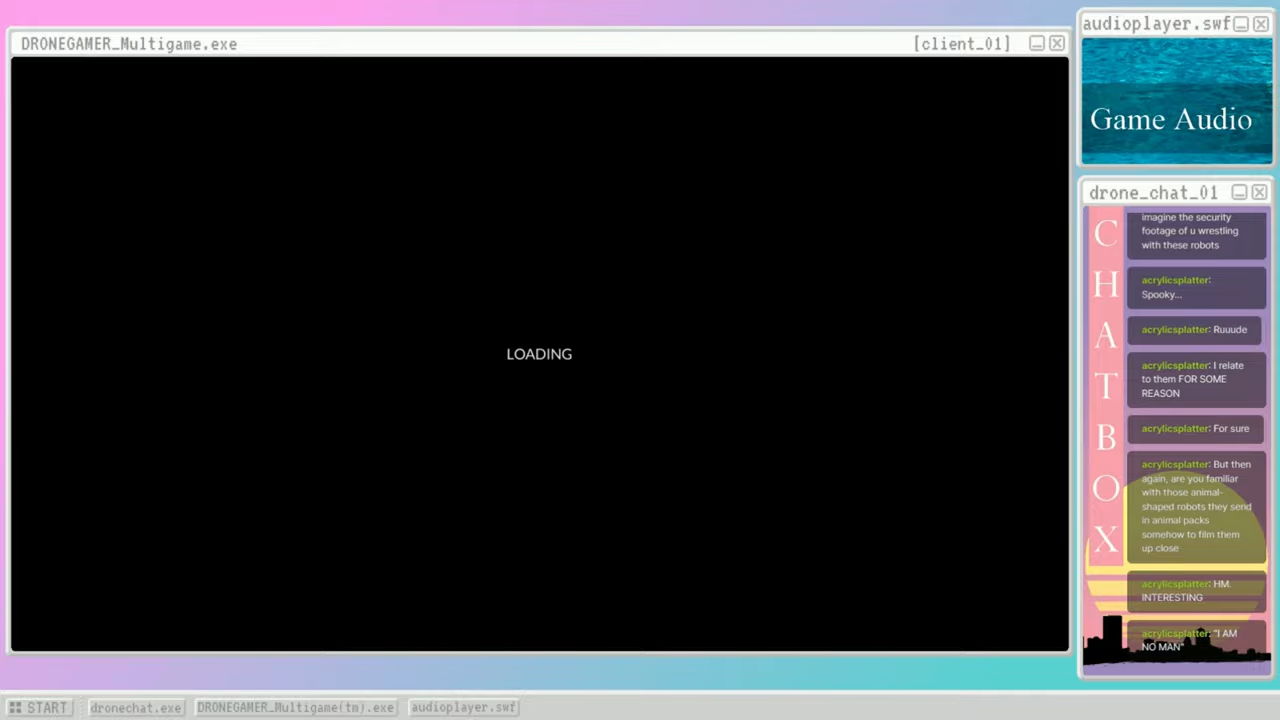 DRONEGAMER_Multigame.exe
[client_01]
LOADING
audioplayer.swf
Game Audio
drone_chat_01
C
H
A
T
B
O
X
imagine the security
footage of u wrestling
with these robots
acrylicsplatter:
Spooky...
acrylicsplatter: Ruuude
acrylicsplatter: I relate
to them FOR SOME
REASON
acrylicsplatter: For sure
acrylicsplatter: But then
again, are you familiar
with those animal-
shaped robots they send
in animal packs
somehow to film them
up close
acrylicsplatter: HM.
INTERESTING
acrylicsplatter: "I AM
NO MAN"
START
dronechat.exe
DRONEGAMER_Multigame(tm).exe
audioplayer.swf